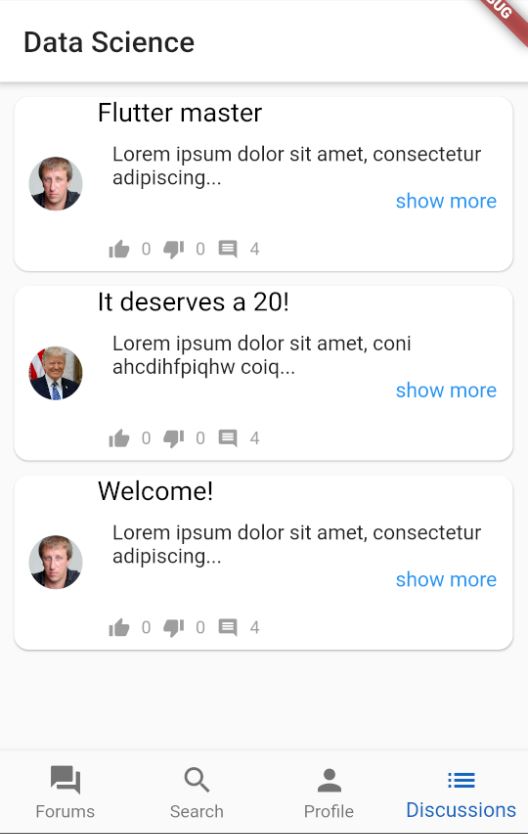 Data Science
Flutter master
Lorem ipsum dolor sit amet, consectetur
adipiscing...
show more
0 0 4
It deserves a 20!
Lorem ipsum dolor sit amet, coni
ahcdihfpiqhw coiq...
show more
0 0 4
Welcome!
Lorem ipsum dolor sit amet, consectetur
adipiscing...
show more
0 0 4
Forums Search Profile Discussions